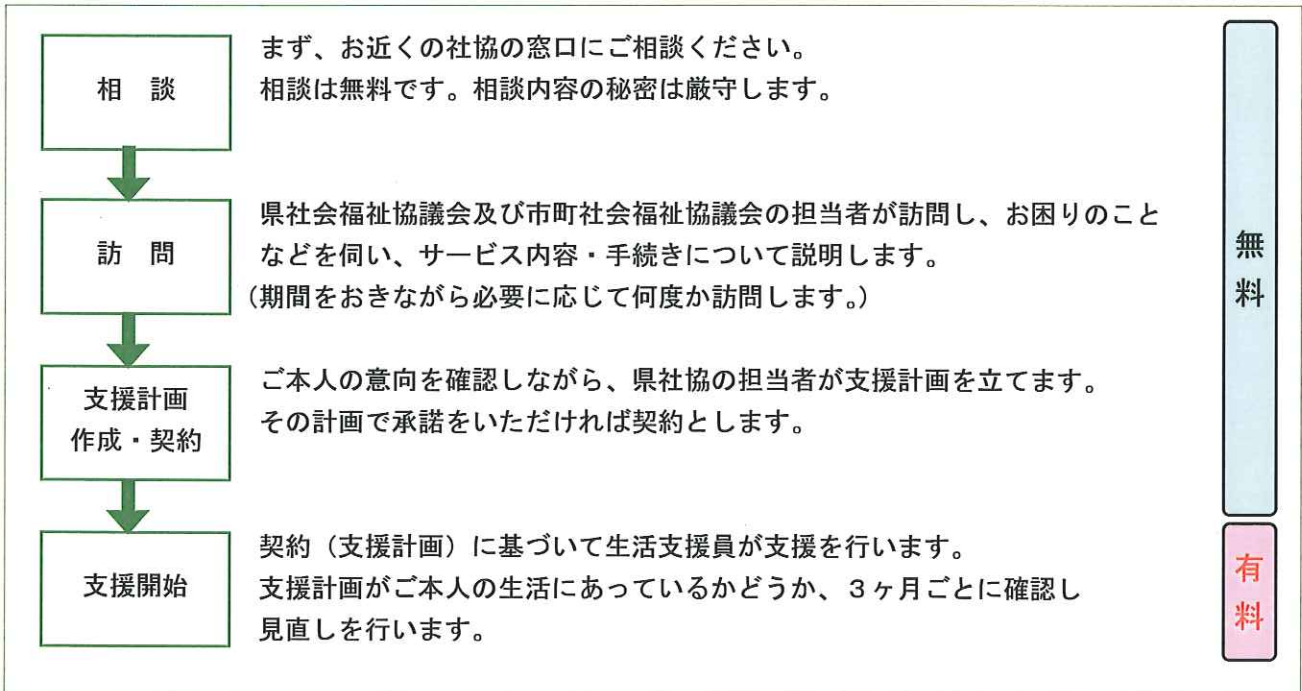 相　談
まず、お近くの社協の窓口にご相談ください。
相談は無料です。相談内容の秘密は厳守します。
訪　問
県社会福祉協議会及び市町社会福祉協議会の担当者が訪問し、お困りのこと
などを伺い、サービス内容・手続きについて説明します。
（期間をおきながら必要に応じて何度か訪問します。）
支援計画
作成・契約
ご本人の意向を確認しながら、県社協の担当者が支援計画を立てます。
その計画で承諾をいただければ契約とします。
支援開始
契約（支援計画）に基づいて生活支援員が支援を行います。
支援計画がご本人の生活にあっているかどうか、３ヶ月ごとに確認し
見直しを行います。
無料
有料